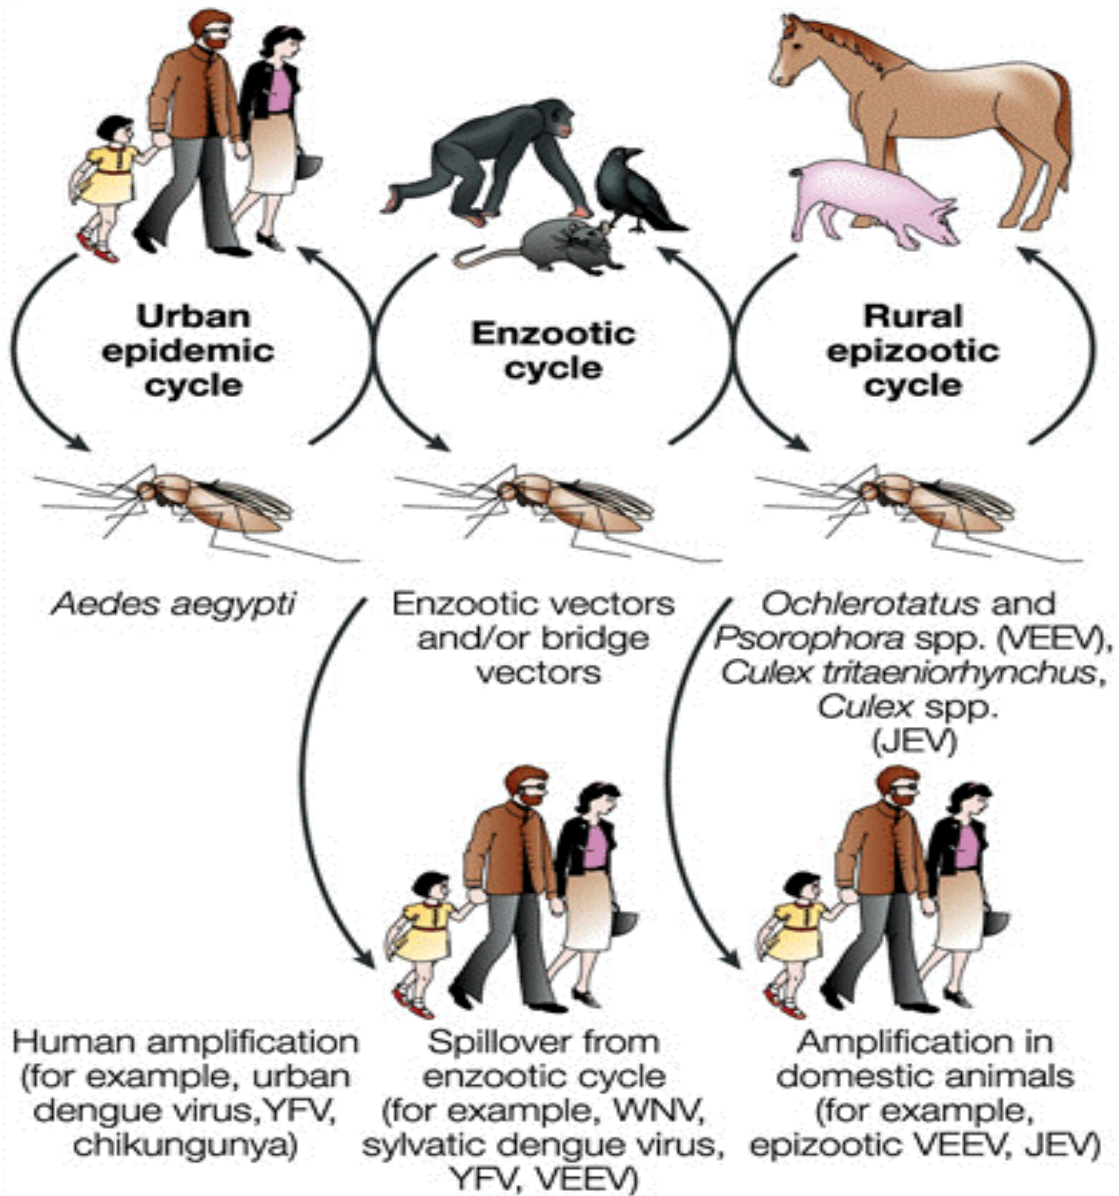 Urban
epidemic
cycle
Enzootic
cycle
Rural
epizootic
cycle
Aedes aegypti
Enzootic vectors
and/or bridge
vectors
Ochlerotatus and
Psorophora spp. (VEEV),
Culex tritaeniorhynchus,
Culex spp.
(JEV)
Human amplification
(for example, urban
dengue virus,YFV,
chikungunya)
Spillover from
enzootic cycle
(for example, WNV,
sylvatic dengue virus,
YFV, VEEV)
Amplification in
domestic animals
(for example,
epizootic VEEV, JEV)